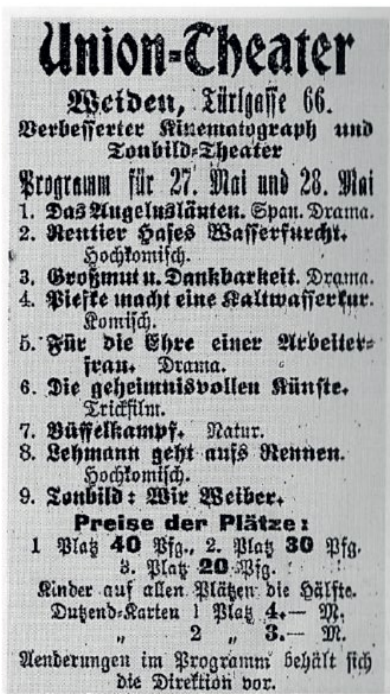 Union-Theater
Weiden, Türlgasse 66.
Verbesserter Kinematograph und
Tonbild-Theater
Programm für 27. Mai und 28. Mai
1. Das Angelusläuten. Span. Drama.
2. Rentier Hases Wasserfurcht.
Hochkomisch.
3. Großmut u. Dankbarkeit. Drama.
4. Piefke macht eine Kaltwasserkur.
Komisch.
5. Für die Ehre einer Arbeiter-
frau. Drama.
6. Die geheimnisvollen Künste.
Trickfilm.
7. Büffelkampf. Natur.
8. Lehmann geht aufs Rennen.
Hochkomisch.
9. Tonbild: Wir Weiber.
Preise der Plätze:
1 Platz 40 Pfg., 2. Platz 30 Pfg.
3. Platz 20 Pfg.
Kinder auf allen Plätzen die Hälfte.
Dutzend-Karten 1 Platz 4.— M.
„ 2 „ 3.— M.
Aenderungen im Programm behält sich
die Direktion vor.